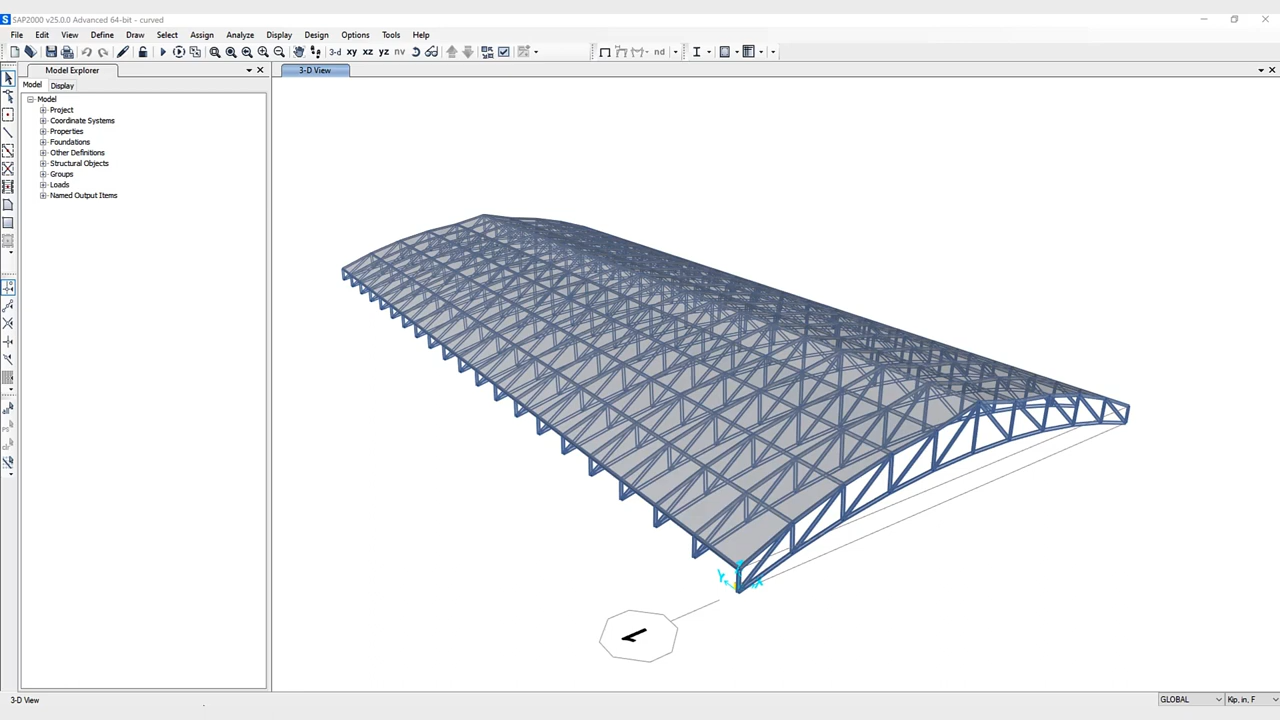 SAP2000 v25.0.0 Advanced 64-bit - curved
File Edit View Define Draw Select Assign Analyze Display Design Options Tools Help
3-d xy xz yz nv nd
Model Explorer
3-D View
Model Display
Model
Project
Coordinate Systems
Properties
Foundations
Other Definitions
Structural Objects
Groups
Loads
Named Output Items
Y X
1
3-D View
GLOBAL
Kip, in, F